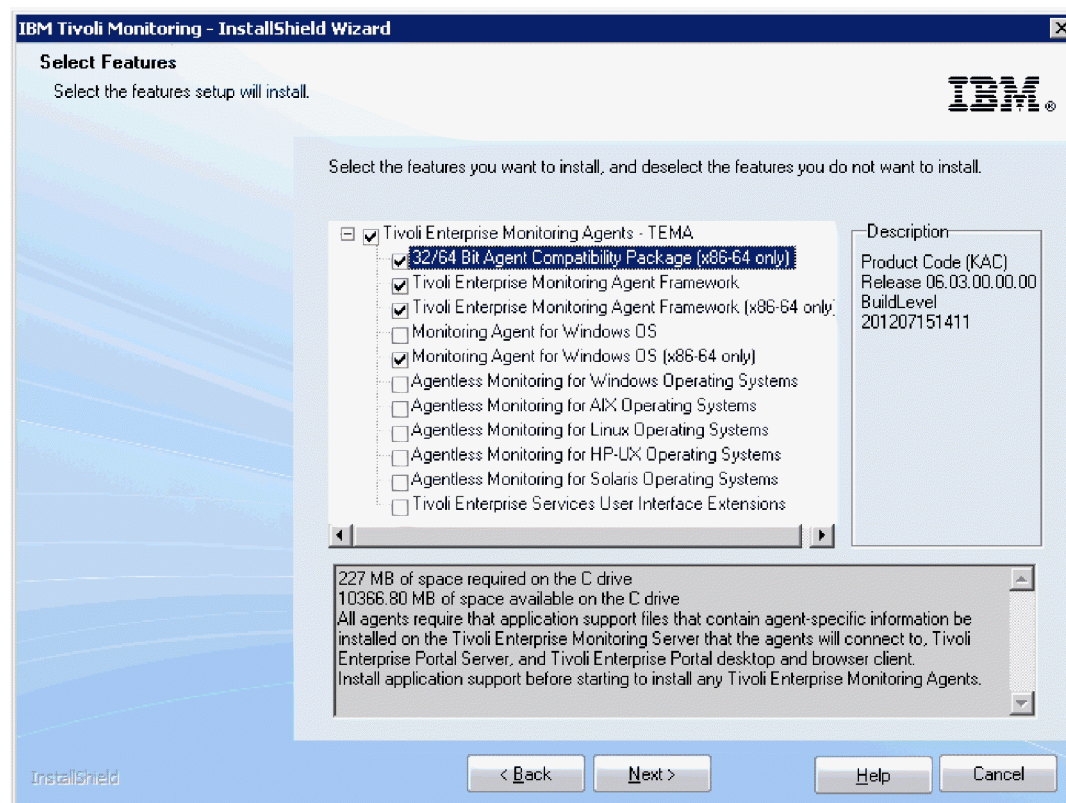 IBM Tivoli Monitoring - InstallShield Wizard
Select Features
Select the features setup will install.
IBM®
Select the features you want to install, and deselect the features you do not want to install.
Tivoli Enterprise Monitoring Agents - TEMA
32/64 Bit Agent Compatibility Package (x86-64 only)
Tivoli Enterprise Monitoring Agent Framework
Tivoli Enterprise Monitoring Agent Framework (x86-64 only)
Monitoring Agent for Windows OS
Monitoring Agent for Windows OS (x86-64 only)
Agentless Monitoring for Windows Operating Systems
Agentless Monitoring for AIX Operating Systems
Agentless Monitoring for Linux Operating Systems
Agentless Monitoring for HP-UX Operating Systems
Agentless Monitoring for Solaris Operating Systems
Tivoli Enterprise Services User Interface Extensions
Description
Product Code (KAC)
Release 06.03.00.00.00
BuildLevel
201207151411
227 MB of space required on the C drive
10366.80 MB of space available on the C drive
All agents require that application support files that contain agent-specific information be
installed on the Tivoli Enterprise Monitoring Server that the agents will connect to, Tivoli
Enterprise Portal Server, and Tivoli Enterprise Portal desktop and browser client.
Install application support before starting to install any Tivoli Enterprise Monitoring Agents.
InstallShield
< Back
Next >
Help
Cancel